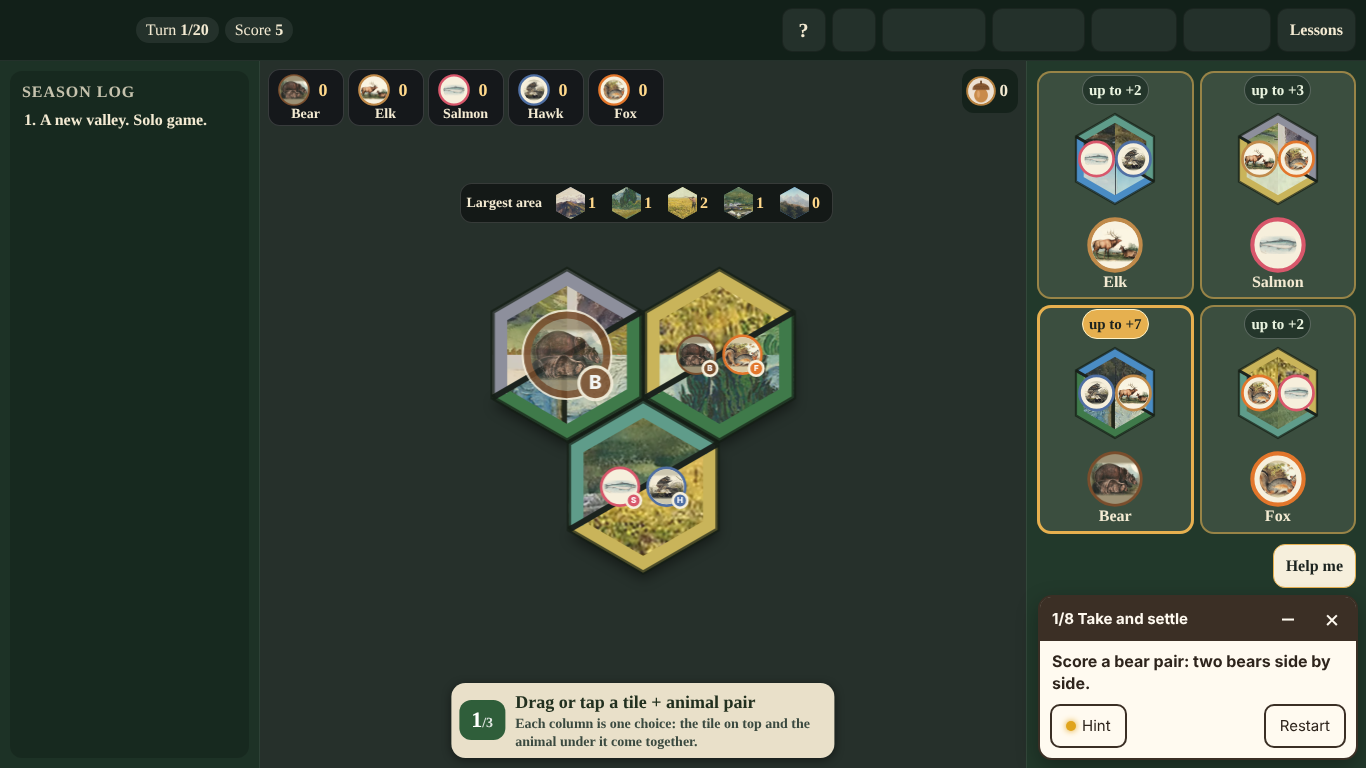 Turn 1/20
Score 5
?
Lessons
SEASON LOG
1. A new valley. Solo game.
0
Bear
0
Elk
0
Salmon
0
Hawk
0
Fox
0
Largest area 1 1 2 1 0
B
B
F
S
H
up to +2
Elk
up to +3
Salmon
up to +7
Bear
up to +2
Fox
Help me
1/8 Take and settle
Score a bear pair: two bears side by
side.
Hint
Restart
1/3
Drag or tap a tile + animal pair
Each column is one choice: the tile on top and the
animal under it come together.